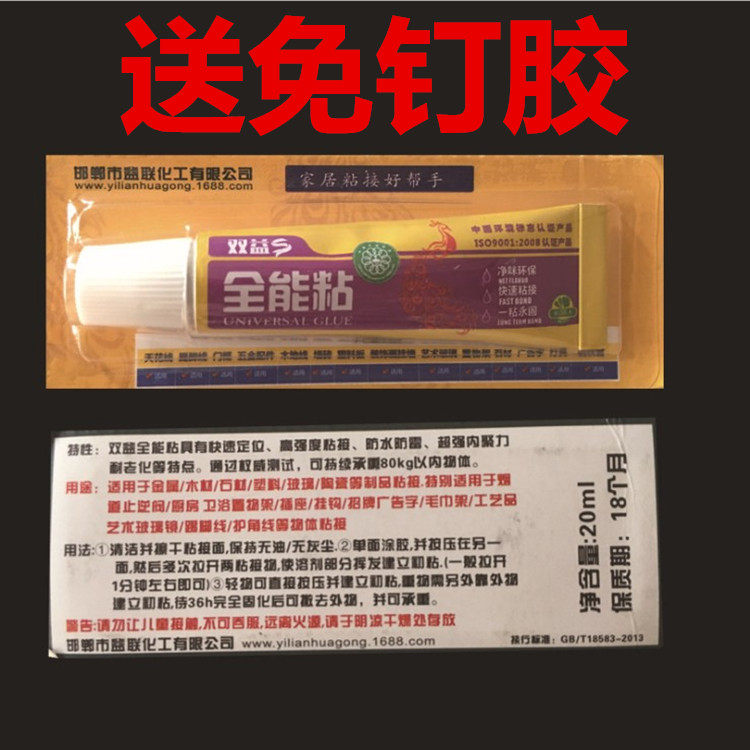 送免钉胶
邯郸市益联化工有限公司
www.yilianhuagong.1688.com
家居粘接好帮手
双益
全能粘
UNIVERSAL GLUE
中国环境标志认证产品
ISO9001:2008认证产品
净味环保
快速粘接
FAST BOND
一粘永固
LONG TERM BOND
特性：双益全能粘具有快速定位、高强度粘接、防水防霉、超强内聚力
耐老化等特点。通过权威测试，可持续承重80kg以内物体。
用途：适用于金属/木材/石材/塑料/玻璃/陶瓷等制品粘接.特别适用于烟
道止逆阀/厨房卫浴置物架/插座/挂钩/招牌广告字/毛巾架/工艺品
艺术玻璃镜/踢脚线/护角线等物体粘接
用法:①清洁并擦干粘接面,保持无油/无灰尘.②单面涂胶,并按压在另一
面,然后多次拉开两粘接物,使溶剂部分挥发建立初粘.(一般拉开
1分钟左右即可)③轻物可直接按压并建立初粘,重物需另外靠外物
建立初粘,待36h完全固化后可撤去外物，并可承重。
警告:请勿让儿童接触,不可吞服,远离火源,请于阴凉干燥处存放
邯郸市益联化工有限公司 www.yilianhuagong.1688.com
执行标准：GB/T18583-2013
净含量:20ml
保质期：18个月